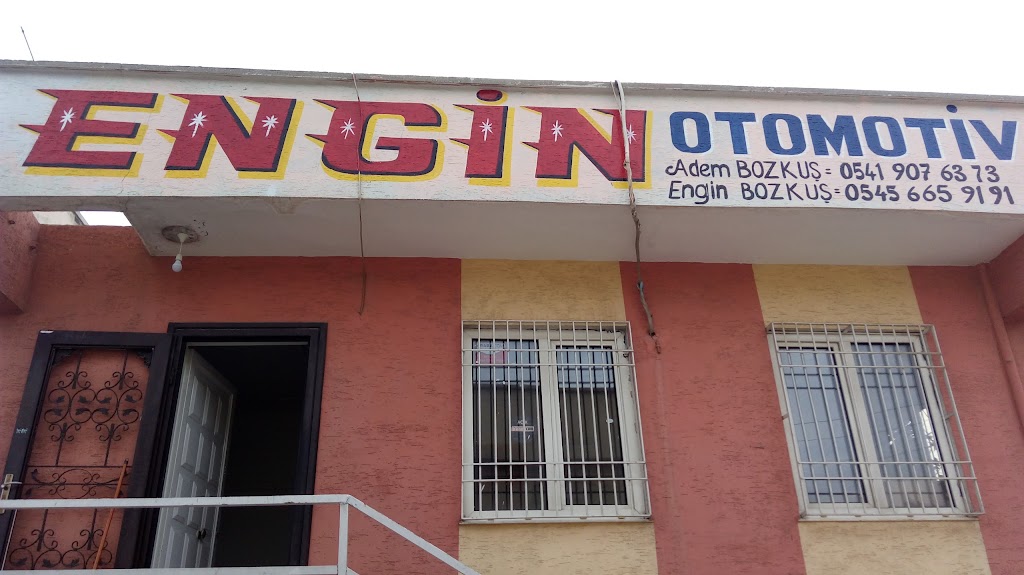 ENGİN OTOMOTİV
Adem BOZKUŞ= 0541 907 63 73
Engin BOZKUŞ=0545 665 91 91